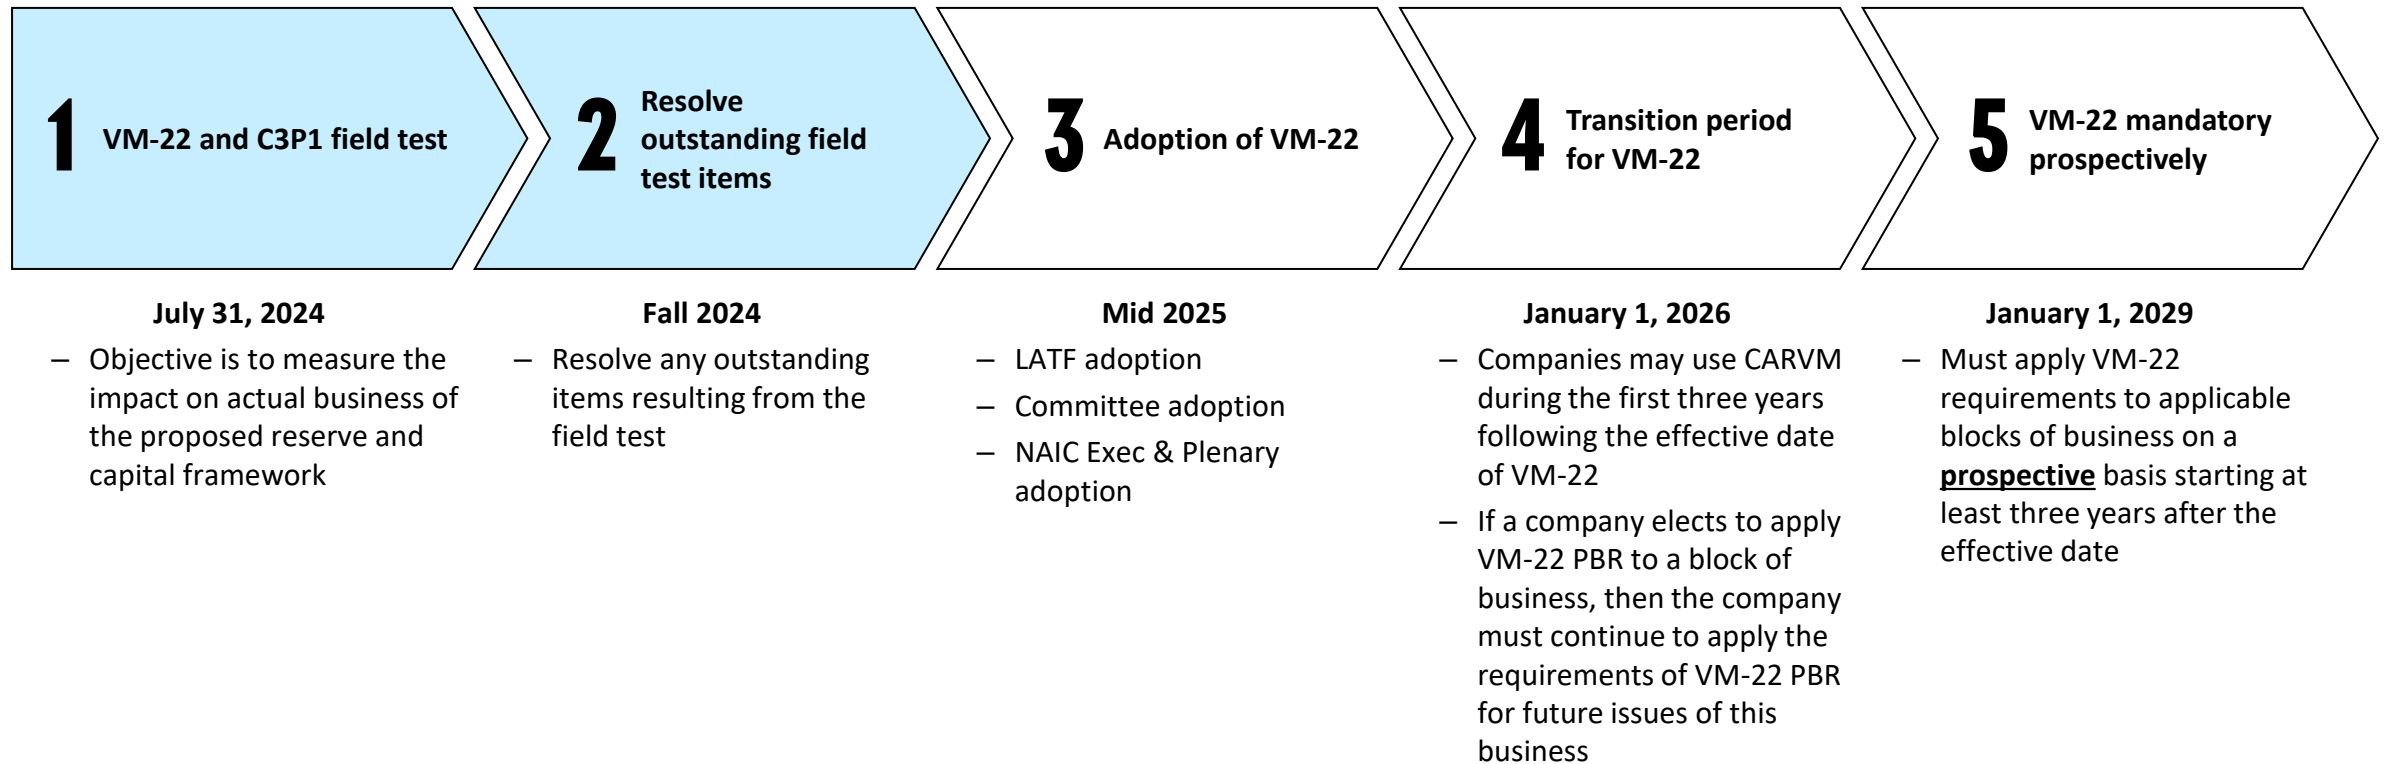 1
VM-22 and C3P1 field test
2
Resolve
outstanding field
test items
3
Adoption of VM-22
4
Transition period
for VM-22
5
VM-22 mandatory
prospectively
July 31, 2024
– Objective is to measure the
impact on actual business of
the proposed reserve and
capital framework
Fall 2024
– Resolve any outstanding
items resulting from the
field test
Mid 2025
– LATF adoption
– Committee adoption
– NAIC Exec & Plenary
adoption
January 1, 2026
– Companies may use CARVM
during the first three years
following the effective date
of VM-22
– If a company elects to apply
VM-22 PBR to a block of
business, then the company
must continue to apply the
requirements of VM-22 PBR
for future issues of this
business
January 1, 2029
– Must apply VM-22
requirements to applicable
blocks of business on a
prospective basis starting at
least three years after the
effective date